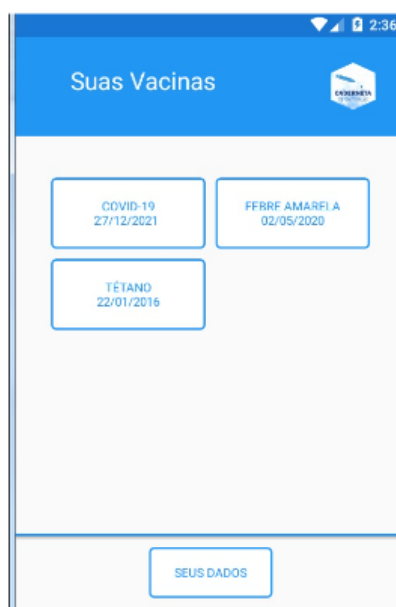 2:36
Suas Vacinas
CADERNETA
COVID-19
27/12/2021
FEBRE AMARELA
02/05/2020
TÉTANO
22/01/2016
SEUS DADOS